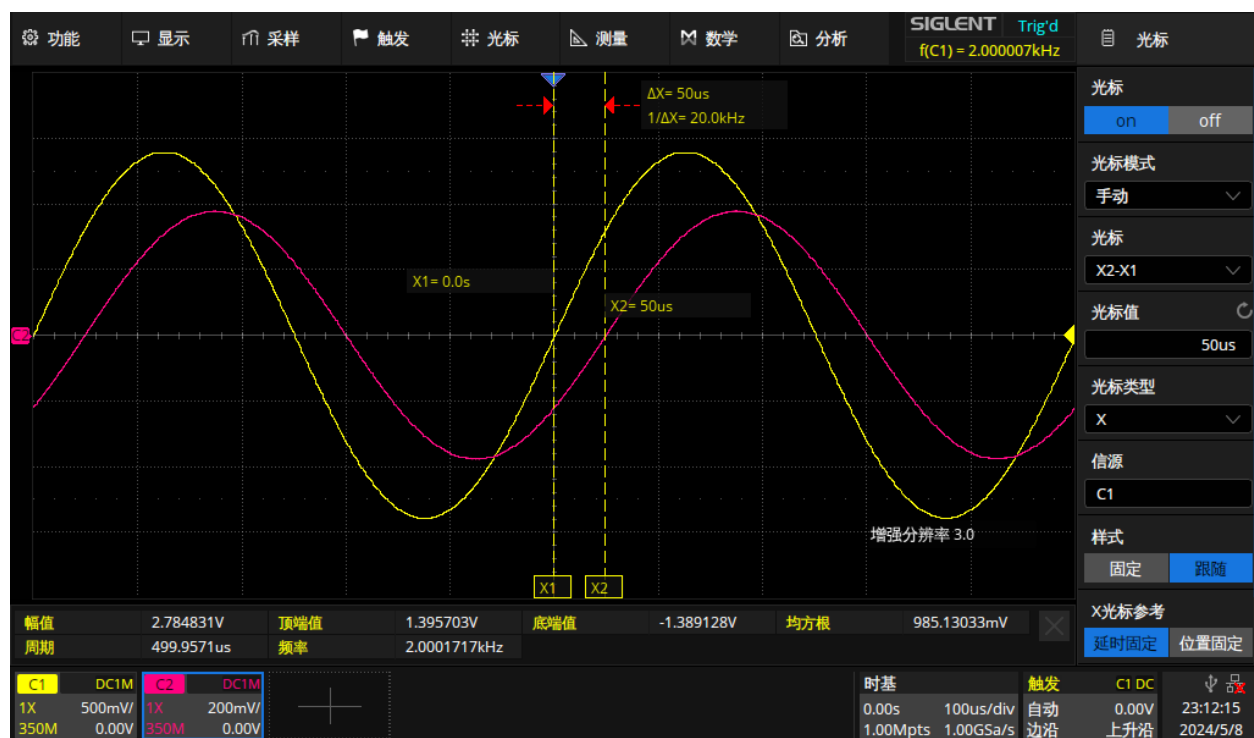 功能 显示 采样 触发 光标 测量 数学 分析 SIGLENT Trig'd
f(C1) = 2.000007kHz
光标
光标
on off
光标模式
手动
光标
X2-X1
光标值
50us
光标类型
X
信源
C1
样式
固定 跟随
X光标参考
延时固定 位置固定
ΔX= 50us
1/ΔX= 20.0kHz
X1= 0.0s
X2= 50us
C2
增强分辨率 3.0
X1 X2
幅值 2.784831V 顶端值 1.395703V 底端值 -1.389128V 均方根 985.13033mV
周期 499.9571us 频率 2.0001717kHz
C1 DC1M
1X 500mV/
350M 0.00V
C2 DC1M
1X 200mV/
350M 0.00V
时基
0.00s 100us/div
1.00Mpts 1.00GSa/s
触发 C1 DC
自动 0.00V
边沿 上升沿
23:12:15
2024/5/8